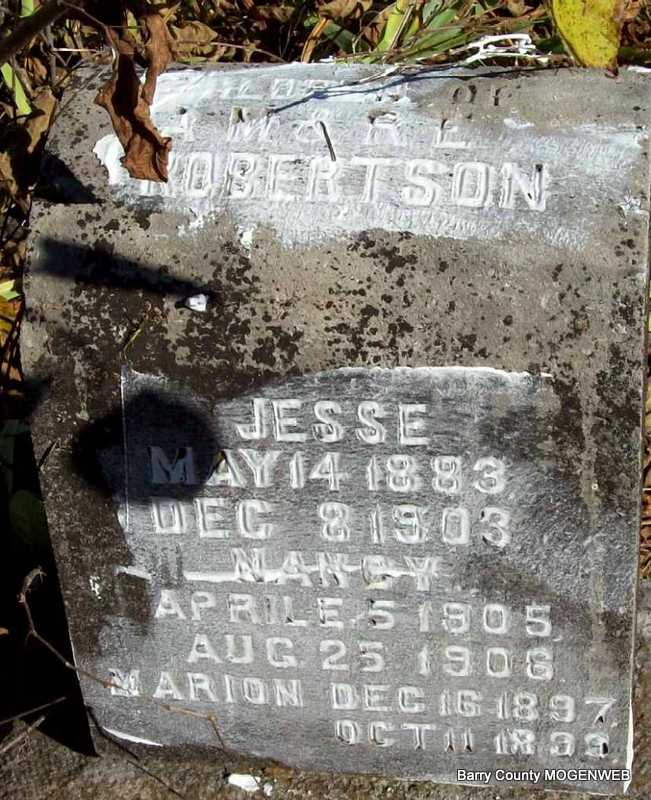 OF
M & R E
ROBERTSON
JESSE
MAY 14 1883
DEC 8 1903
NANCY
APRILE 5 1905
AUG 25 1906
MARION DEC 16 1897
OCT 11 1899
Barry County MOGENWEB